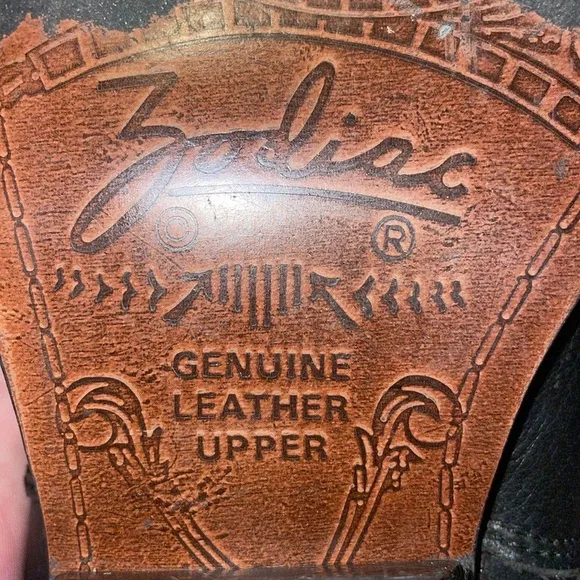 Zodiac
®
GENUINE
LEATHER
UPPER